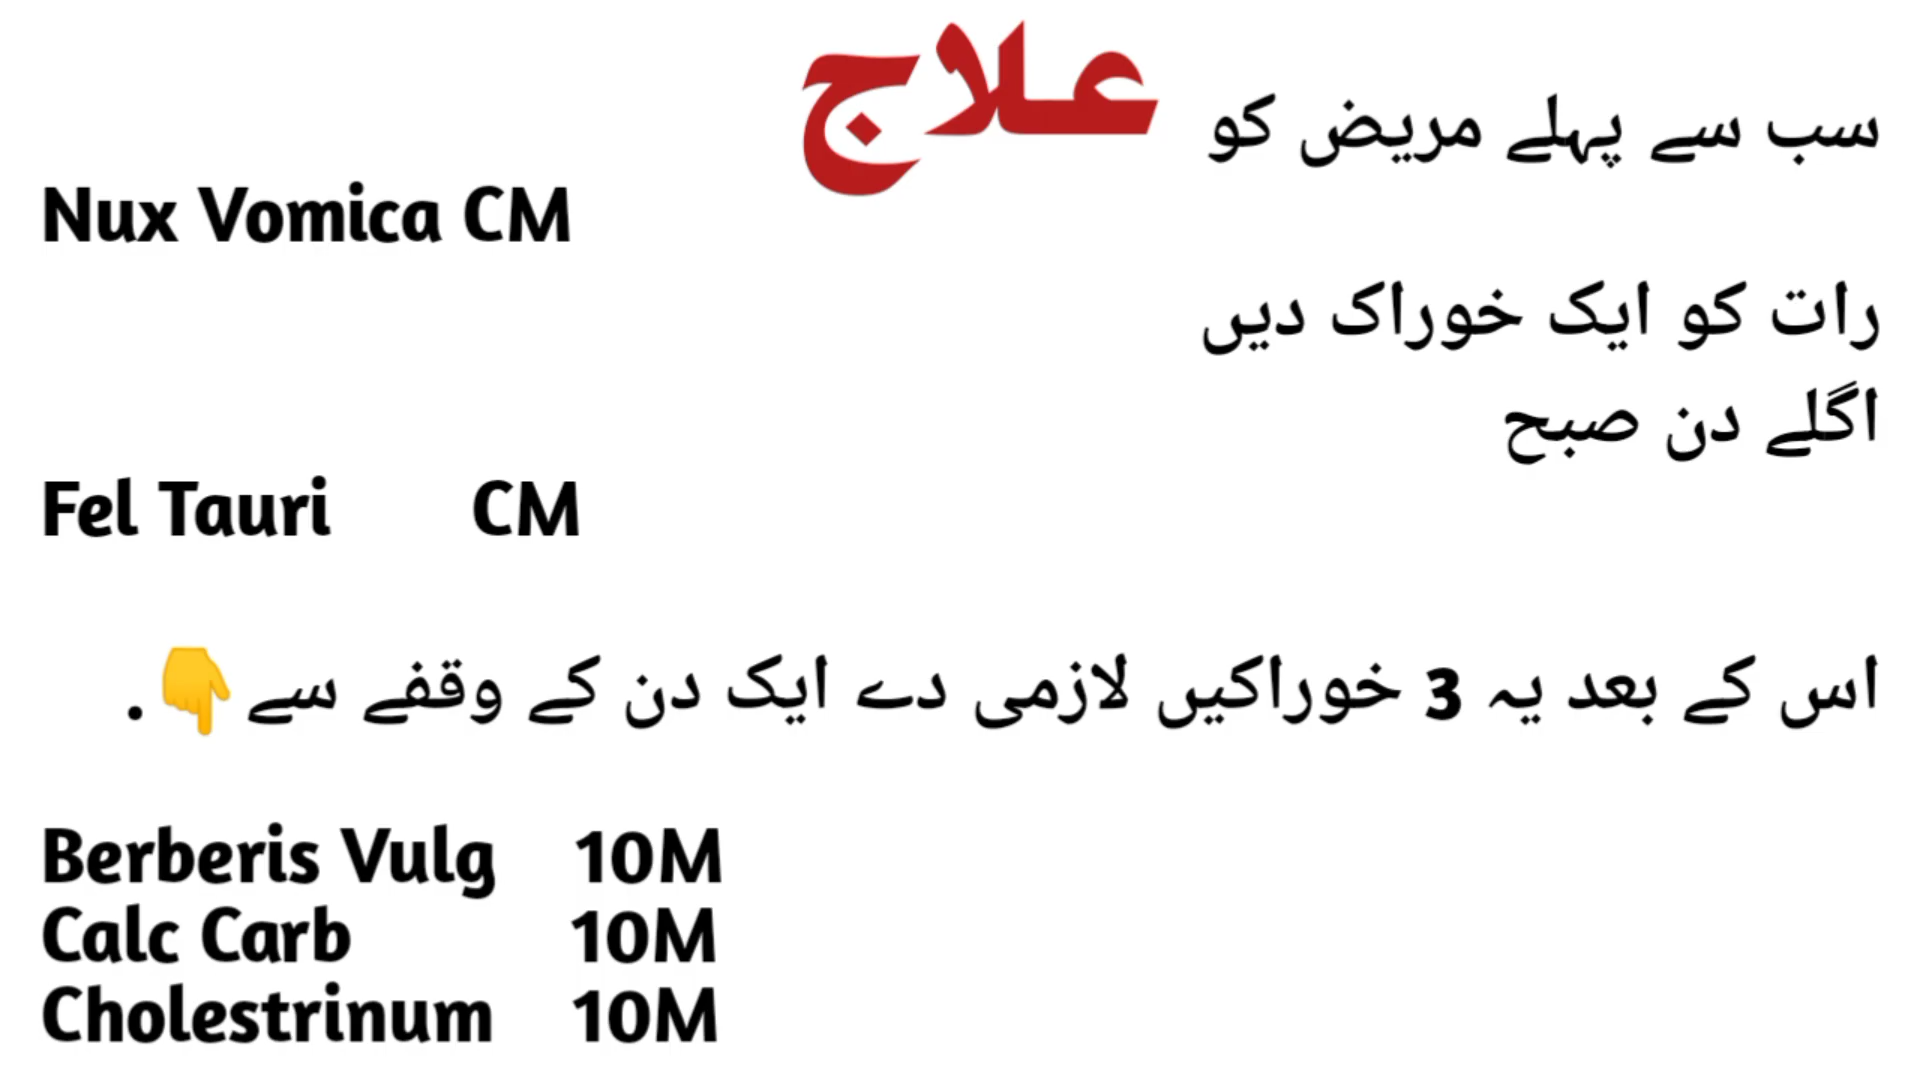 علاج
سب سے پہلے مریض کو
Nux Vomica CM
رات کو ایک خوراک دیں
اگلے دن صبح
Fel Tauri CM
اس کے بعد یہ 3 خوراکیں لازمی دے ایک دن کے وقفے سے👇.
Berberis Vulg 10M
Calc Carb 10M
Cholestrinum 10M